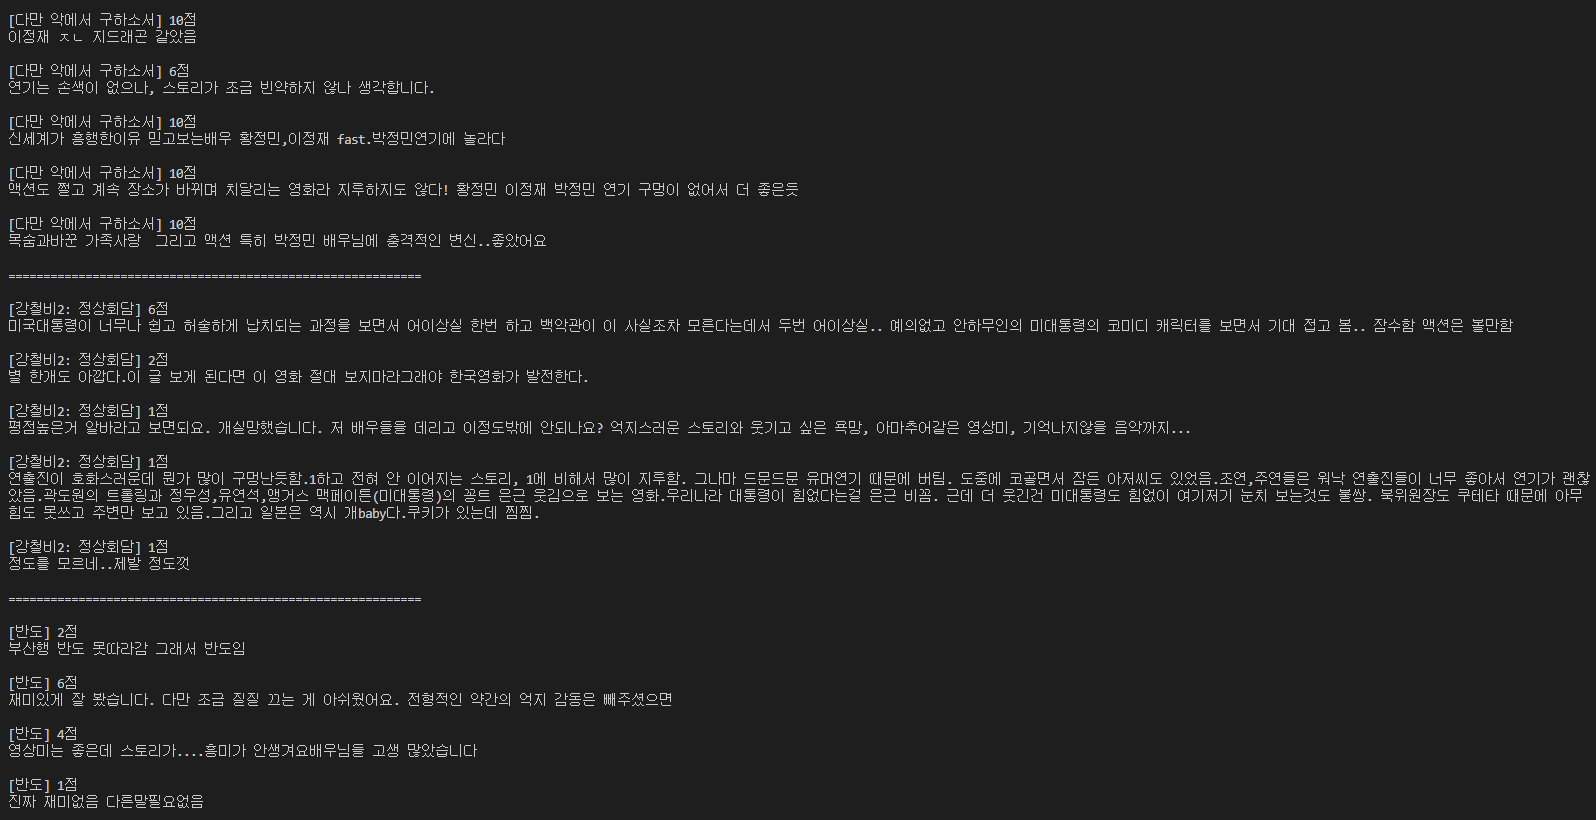 [다만 악에서 구하소서] 10점
이정재 ㅈㄴ 지드래곤 같았음
[다만 악에서 구하소서] 6점
연기는 손색이 없으나, 스토리가 조금 빈약하지 않나 생각합니다.
[다만 악에서 구하소서] 10점
신세계가 흥행한이유 믿고보는배우 황정민,이정재 fast.박정민연기에 놀라다
[다만 악에서 구하소서] 10점
액션도 쩔고 계속 장소가 바뀌며 치달리는 영화라 지투하지도 않다! 황정민 이정재 박정민 연기 구멍이 없어서 더 좋은듯
[다만 악에서 구하소서] 10점
목숨과바꾼 가족사랑  그리고 액션 특히 박정민 배우님에 충격적인 변신..좋았어요
===========================================================
[강철비2: 정상회담] 6점
미국대통령이 너무나 쉽고 허술하게 납치되는 과정을 보면서 어이상실 한번 하고 백악관이 이 사실조차 모른다는데서 두번 어이상실.. 예의없고 안하무인의 미대통령의 코미디 캐릭터를 보면서 기대 접고 봄.. 잠수함 액션은 볼만함
[강철비2: 정상회담] 2점
별 한개도 아깝다.이 글 보게 된다면 이 영화 절대 보지마라그래야 한국영화가 발전한다.
[강철비2: 정상회담] 1점
평점높은거 알바라고 보면되요. 개실망했습니다. 저 배우들을 데리고 이정도밖에 안되나요? 억지스러운 스토리와 웃기고 싶은 욕망, 아마추어같은 영상미, 기억나지않을 음악까지...
[강철비2: 정상회담] 1점
연출진이 호화스러운데 뭔가 많이 구멍난듯함.1하고 전혀 안 이어지는 스토리, 1에 비해서 많이 지투함. 그나마 드문드문 유머연기 때문에 버팀. 도중에 코골면서 잠든 아저씨도 있었음.조연,주연들은 워낙 연출진들이 너무 좋아서 연기가 괜찮
았음.곽도원의 트롤링과 정우성,유연석,앵거스 맥페이튼(미대통령)의 꽁트 은근 웃김으로 보는 영화.우리나라 대통령이 힘없다는걸 은근 비꼼. 근데 더 웃긴건 미대통령도 힘없이 여기저기 눈치 보는것도 불쌍. 북위원장도 쿠테타 때문에 아무
힘도 못쓰고 주변만 보고 있음.그리고 일본은 역시 개baby다.쿠키가 있는데 찜찜.
[강철비2: 정상회담] 1점
정도를 모르네..제발 정도껏
===========================================================
[반도] 2점
부산행 반도 못따라감 그래서 반도임
[반도] 6점
재미있게 잘 봤습니다. 다만 조금 질질 끄는 게 아쉬웠어요. 전형적인 약간의 억지 감동은 빼주셨으면
[반도] 4점
영상미는 좋은데 스토리가....흥미가 안생겨요배우님들 고생 많았습니다
[반도] 1점
진짜 재미없음 다른말필요없음